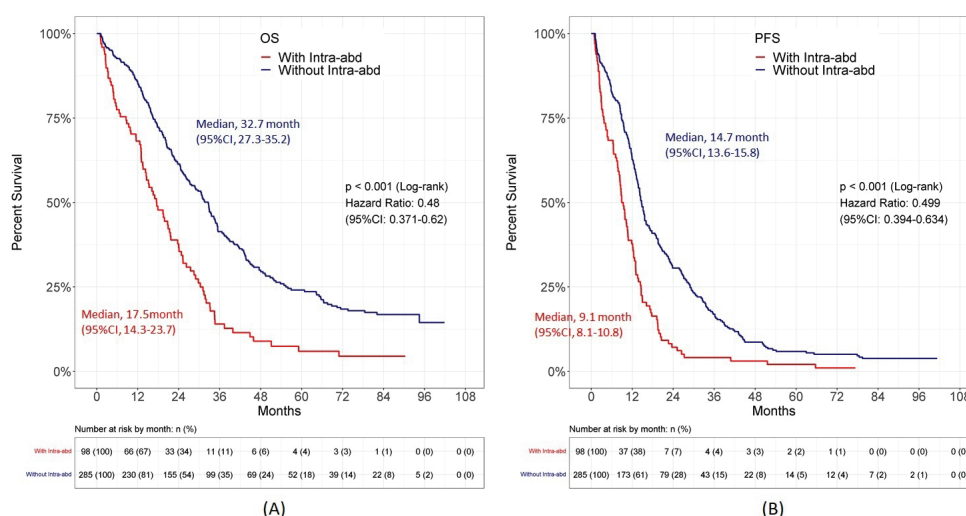 OS
With Intra-abd
Without Intra-abd
100%
75%
50%
25%
0%
Percent Survival
Median, 32.7 month
(95%CI, 27.3-35.2)
p < 0.001 (Log-rank)
Hazard Ratio: 0.48
(95%CI: 0.371-0.62)
Median, 17.5month
(95%CI, 14.3-23.7)
0 12 24 36 48 60 72 84 96 108
Months
Number at risk by month: n (%)
With Intra-abd 98 (100) 66 (67) 33 (34) 11 (11) 6 (6) 4 (4) 3 (3) 1 (1) 0 (0) 0 (0)
Without Intra-abd 285 (100) 230 (81) 155 (54) 99 (35) 69 (24) 52 (18) 39 (14) 22 (8) 5 (2) 0 (0)
(A)
PFS
With Intra-abd
Without Intra-abd
100%
75%
50%
25%
0%
Percent Survival
Median, 14.7 month
(95%CI, 13.6-15.8)
p < 0.001 (Log-rank)
Hazard Ratio: 0.499
(95%CI: 0.394-0.634)
Median, 9.1 month
(95%CI, 8.1-10.8)
0 12 24 36 48 60 72 84 96 108
Months
Number at risk by month: n (%)
With Intra-abd 98 (100) 37 (38) 7 (7) 4 (4) 3 (3) 2 (2) 1 (1) 0 (0) 0 (0) 0 (0
Without Intra-abd 285 (100) 173 (61) 79 (28) 43 (15) 22 (8) 14 (5) 12 (4) 7 (2) 2 (1) 0 (0
(B)